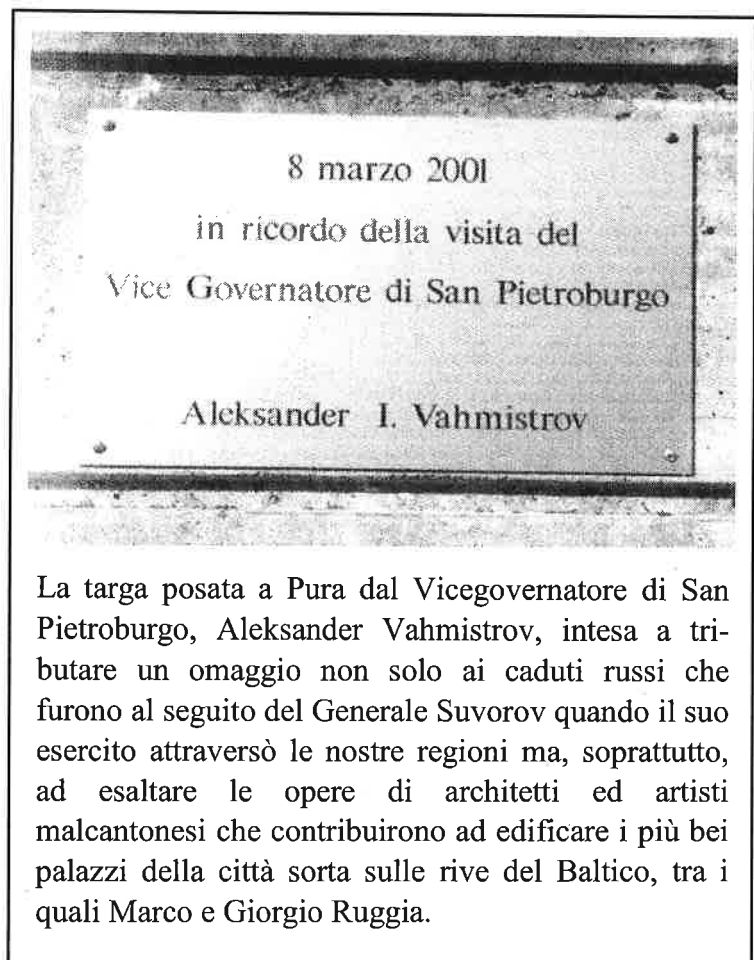 8 marzo 2001
in ricordo della visita del
Vice Governatore di San Pietroburgo
Aleksander I. Vahmistrov
La targa posata a Pura dal Vicegovernatore di San
Pietroburgo, Aleksander Vahmistrov, intesa a tri-
butare un omaggio non solo ai caduti russi che
furono al seguito del Generale Suvorov quando il suo
esercito attraversò le nostre regioni ma, soprattutto,
ad esaltare le opere di architetti ed artisti
malcantonesi che contribuirono ad edificare i più bei
palazzi della città sorta sulle rive del Baltico, tra i
quali Marco e Giorgio Ruggia.